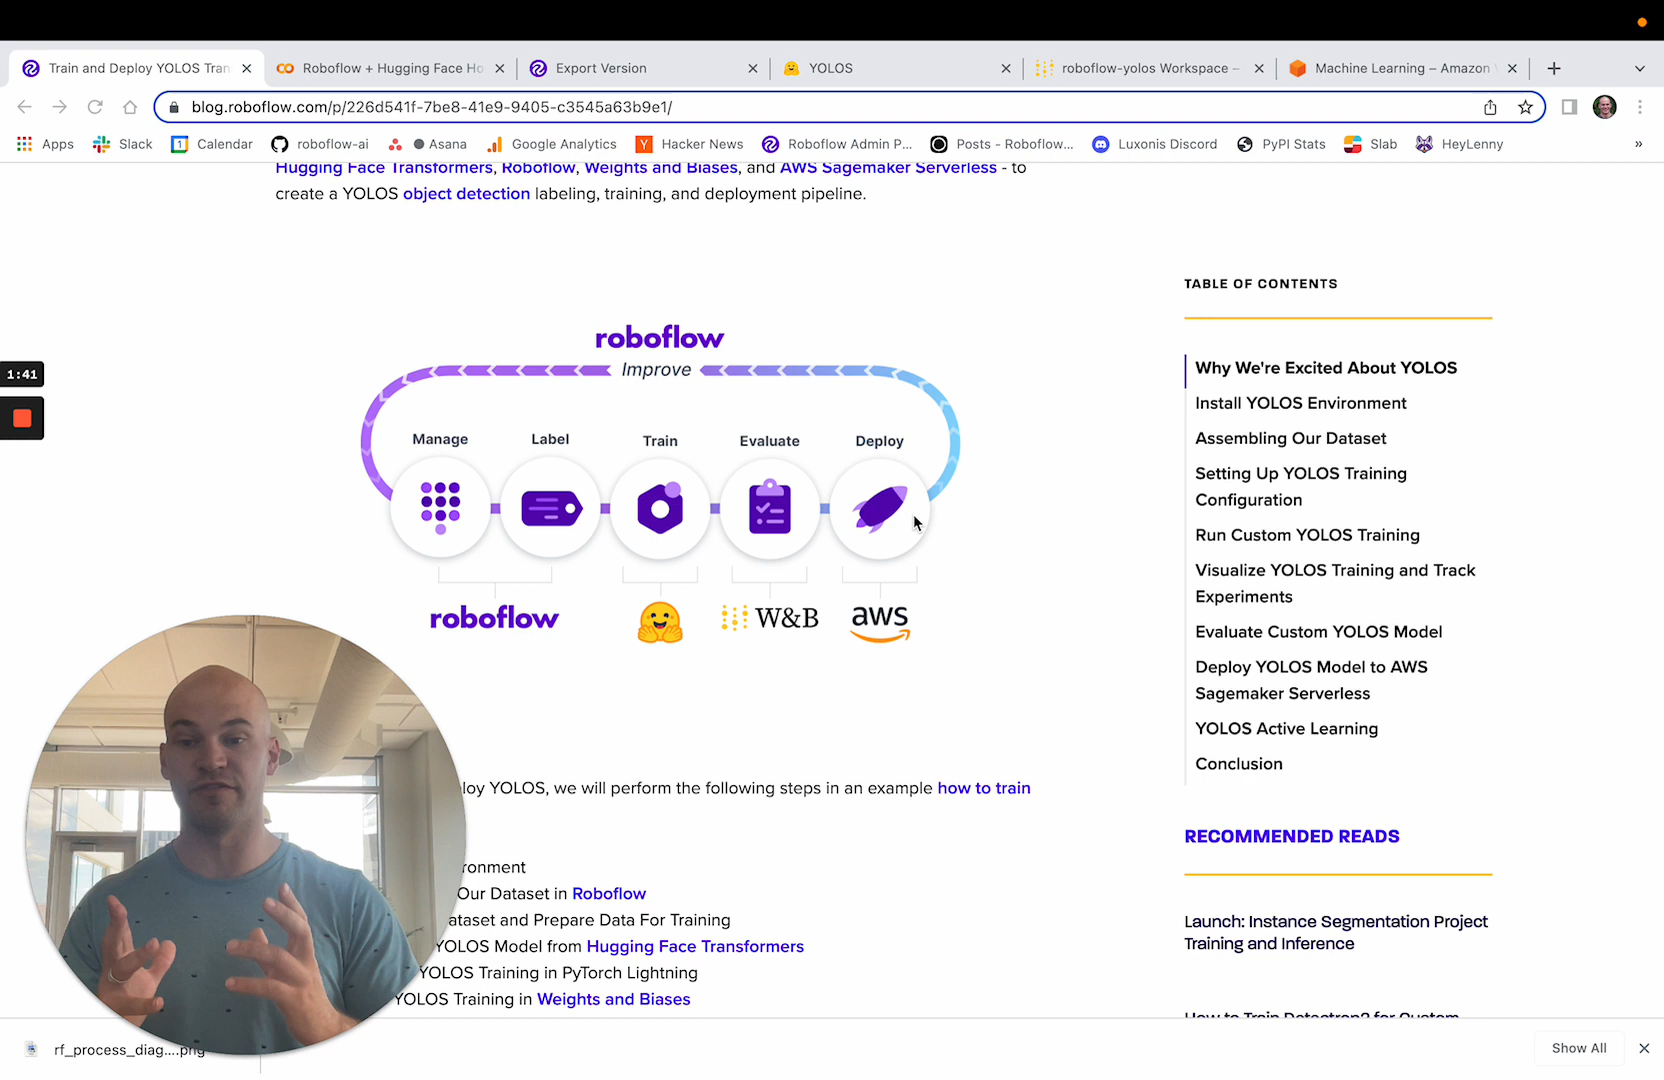 Train and Deploy YOLOS Tran
Roboflow + Hugging Face Ho
Export Version
YOLOS
roboflow-yolos Workspace –
Machine Learning – Amazon
blog.roboflow.com/p/226d541f-7be8-41e9-9405-c3545a63b9e1/
Apps
Slack
Calendar
roboflow-ai
Asana
Google Analytics
Hacker News
Roboflow Admin P...
Posts - Roboflow...
Luxonis Discord
PyPI Stats
Slab
HeyLenny
»
Hugging Face Transformers, Roboflow, Weights and Biases, and AWS Sagemaker Serverless - to
create a YOLOS object detection labeling, training, and deployment pipeline.
1:41
roboflow
Improve
Manage
Label
Train
Evaluate
Deploy
roboflow
W&B
aws
loy YOLOS, we will perform the following steps in an example how to train
ronment
Our Dataset in Roboflow
ataset and Prepare Data For Training
YOLOS Model from Hugging Face Transformers
YOLOS Training in PyTorch Lightning
YOLOS Training in Weights and Biases
TABLE OF CONTENTS
Why We're Excited About YOLOS
Install YOLOS Environment
Assembling Our Dataset
Setting Up YOLOS Training
Configuration
Run Custom YOLOS Training
Visualize YOLOS Training and Track
Experiments
Evaluate Custom YOLOS Model
Deploy YOLOS Model to AWS
Sagemaker Serverless
YOLOS Active Learning
Conclusion
RECOMMENDED READS
Launch: Instance Segmentation Project
Training and Inference
How to Train Detectron2 for Custom
rf_process_diag....png
Show All